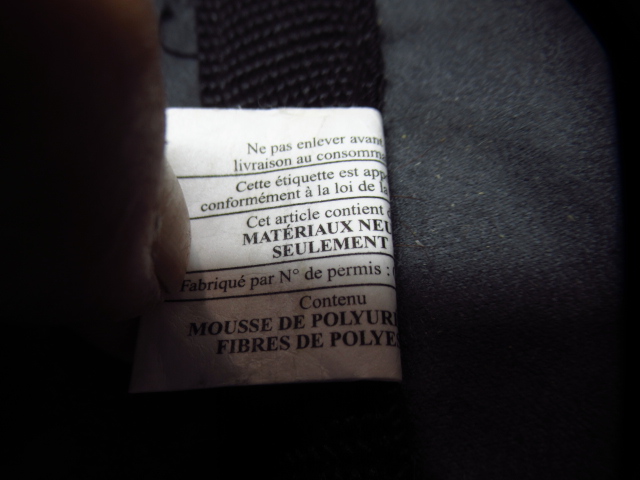 Ne pas enlever avant
livraison au consomma
Cette étiquette est app
conformément à la loi de la
Cet article contient d
MATÉRIAUX NEU
SEULEMENT
Fabriqué par N° de permis : (
Contenu
MOUSSE DE POLYUR
FIBRES DE POLYE